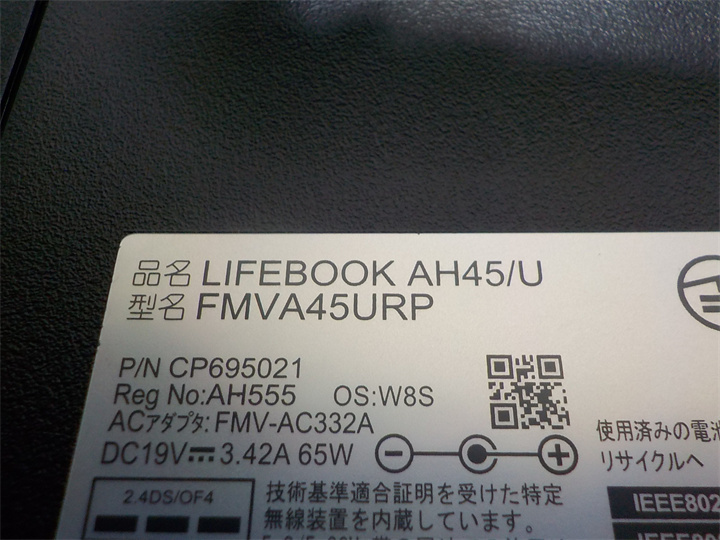 品名 LIFEBOOK AH45/U
型名 FMVA45URP
P/N CP695021
Reg No:AH555 OS:W8S
ACアダプタ:FMV-AC332A
DC19V 3.42A 65W
使用済みの電池
リサイクルへ
2.4DS/OF4
技術基準適合証明を受けた特定
無線装置を内蔵しています。
IEEE802